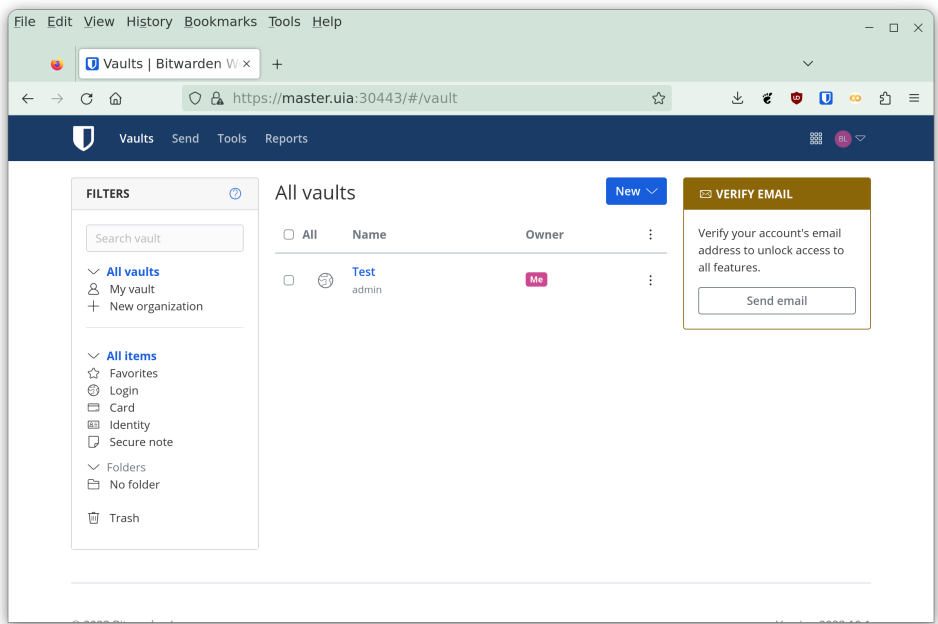 File Edit View History Bookmarks Tools Help
Vaults | Bitwarden W
https://master.uia:30443/#/vault
Vaults Send Tools Reports
BL
FILTERS
Search vault
All vaults
My vault
New organization
All items
Favorites
Login
Card
Identity
Secure note
Folders
No folder
Trash
All vaults
New
All Name Owner
Test
admin
Me
VERIFY EMAIL
Verify your account's email
address to unlock access to
all features.
Send email